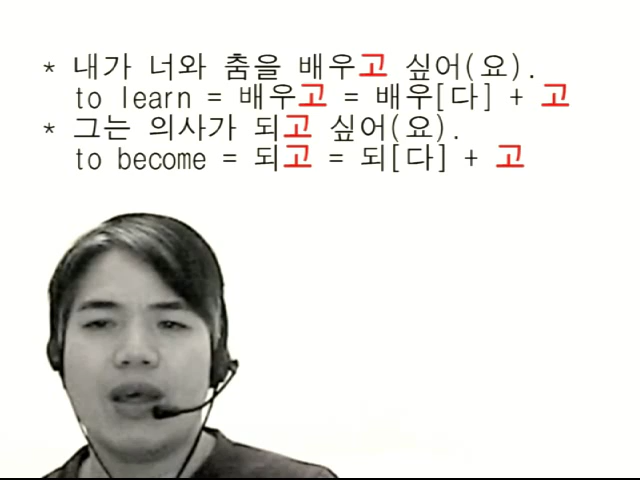 * 내가 너와 춤을 배우고 싶어(요).
to learn = 배우고 = 배우[다] + 고
* 그는 의사가 되고 싶어(요).
to become = 되고 = 되[다] + 고